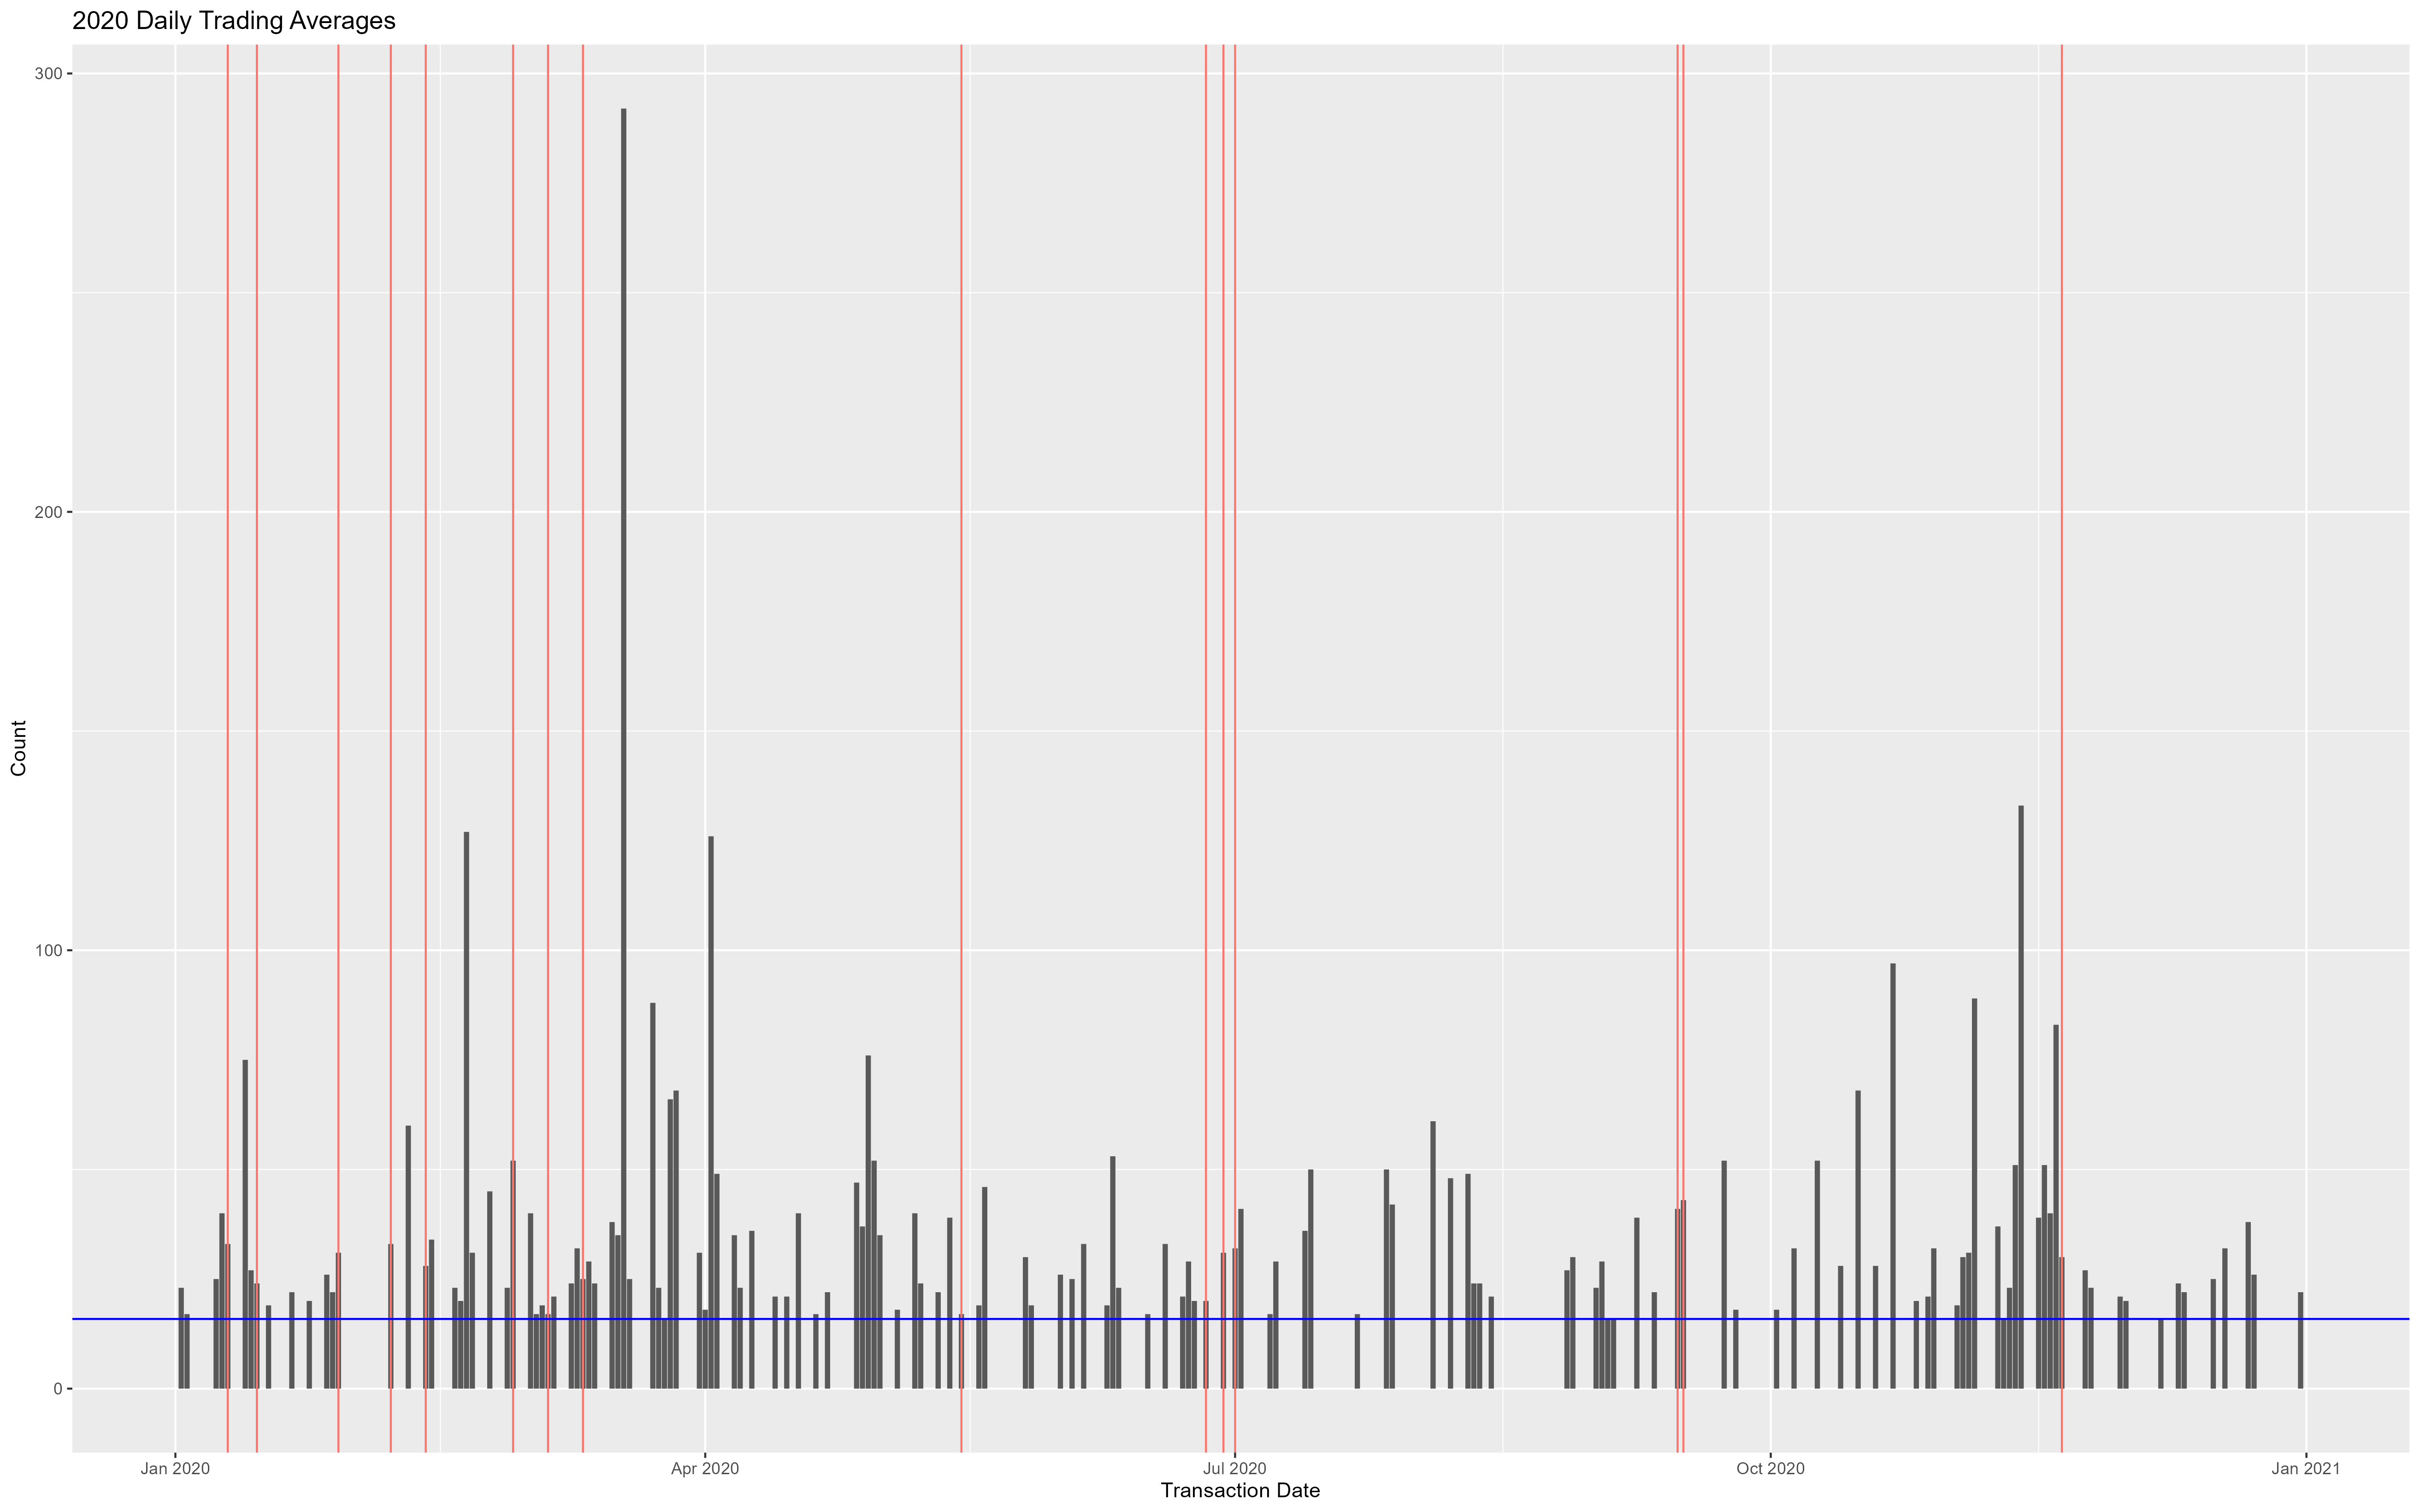 2020 Daily Trading Averages
300
200
100
0
Count
Jan 2020
Apr 2020
Jul 2020
Oct 2020
Jan 2021
Transaction Date